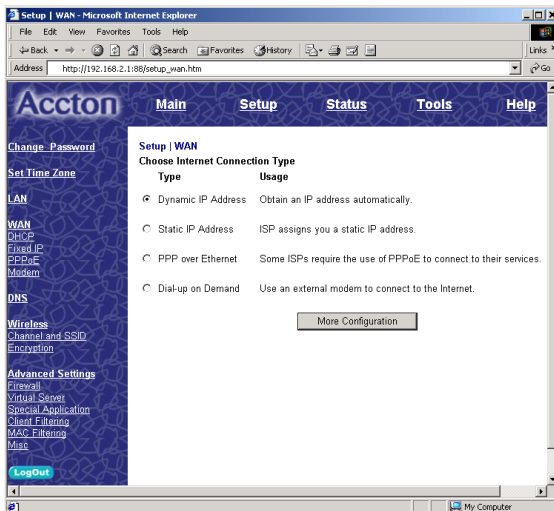 Setup | WAN - Microsoft Internet Explorer
File Edit View Favorites Tools Help
Back Search Favorites History Links »
Address http://192.168.2.1:88/setup_wan.htm Go
Accton Main Setup Status Tools Help
Change Password
Set Time Zone
LAN
WAN
DHCP
Fixed IP
PPPoE
Modem
DNS
Wireless
Channel and SSID
Encryption
Advanced Settings
Firewall
Virtual Server
Special Application
Client Filtering
MAC Filtering
Misc
LogOut
Setup | WAN
Choose Internet Connection Type
Type Usage
Dynamic IP Address Obtain an IP address automatically.
Static IP Address ISP assigns you a static IP address.
PPP over Ethernet Some ISPs require the use of PPPoE to connect to their services.
Dial-up on Demand Use an external modem to connect to the Internet.
More Configuration
My Computer